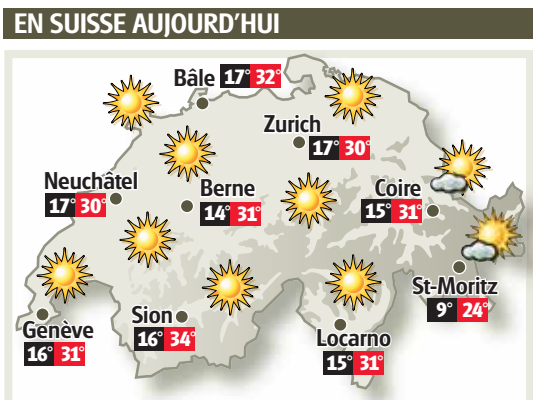 EN SUISSE AUJOURD'HUI
Bâle 17° 32°
Zurich
17° 30°
Neuchâtel
17° 30°
Berne
14° 31°
Coire
15° 31°
St-Moritz
9° 24°
Sion
16° 34°
Genève
16° 31°
Locarno
15° 31°